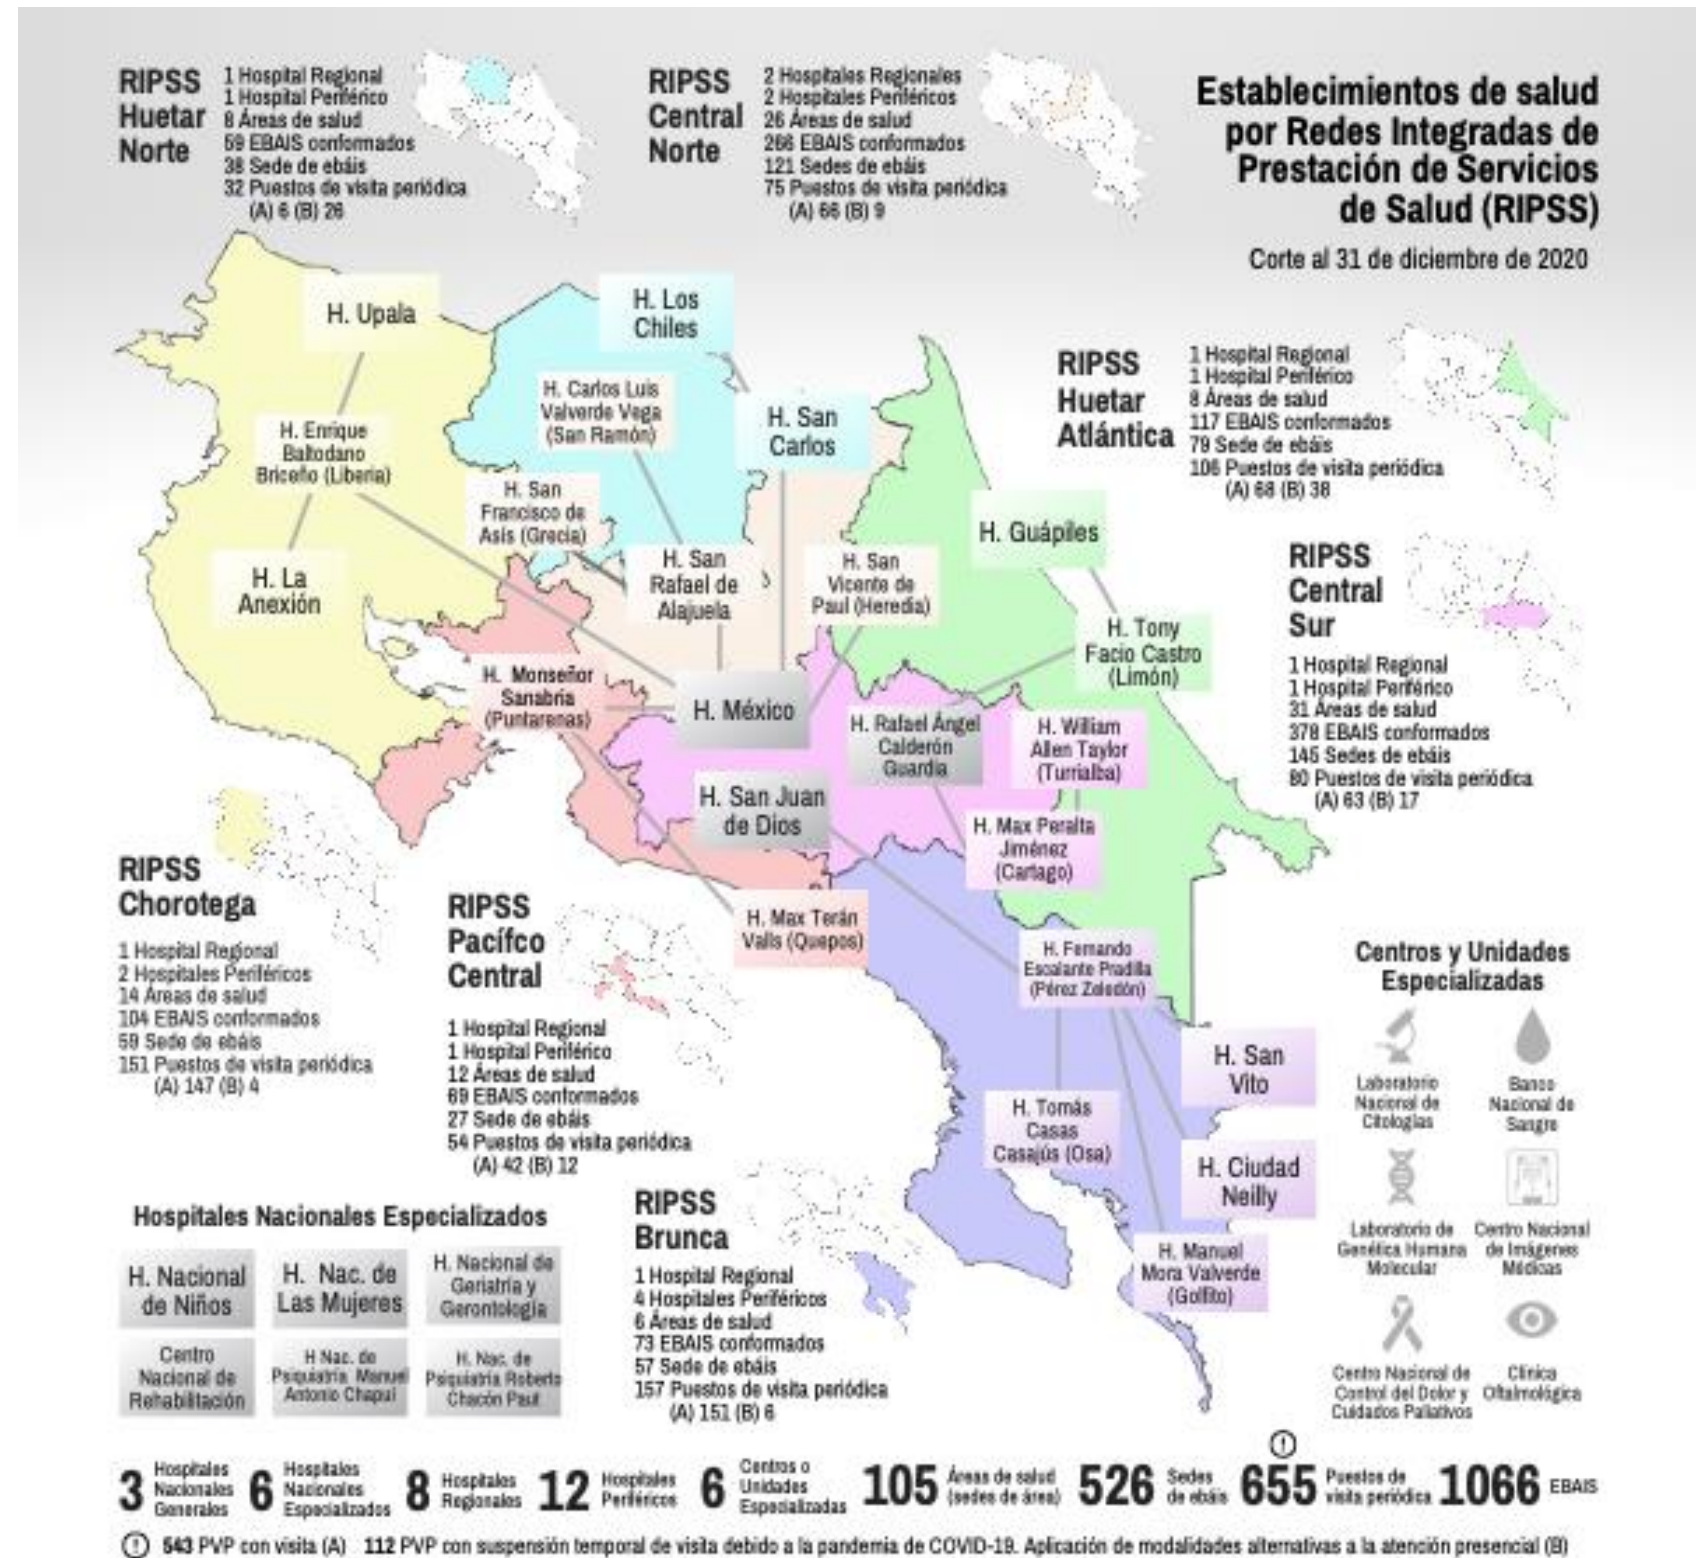 RIPSS
Huetar
Norte
1 Hospital Regional
1 Hospital Periférico
8 Áreas de salud
59 EBAIS conformados
38 Sede de ebáis
32 Puestos de visita periódica
(A) 6 (B) 26
RIPSS
Central
Norte
2 Hospitales Regionales
2 Hospitales Periféricos
26 Áreas de salud
266 EBAIS conformados
121 Sedes de ebáis
75 Puestos de visita periódica
(A) 66 (B) 9
Establecimientos de salud
por Redes Integradas de
Prestación de Servicios
de Salud (RIPSS)
Corte al 31 de diciembre de 2020
H. Upala
H. Los
Chiles
H. Carlos Luis
Valverde Vega
(San Ramón)
H. San
Carlos
H. Enrique
Baltodano
Briceño (Liberia)
H. San
Francisco de
Asís (Grecia)
H. La
Anexión
H. San
Rafael de
Alajuela
H. San
Vicente de
Paul (Heredia)
H. Guápiles
H. Tony
Facio Castro
(Limón)
H. Monseñor
Sanabria
(Puntarenas)
H. México
H. Rafael Ángel
Calderón
Guardia
H. William
Allen Taylor
(Turrialba)
H. San Juan
de Dios
H. Max Peralta
Jiménez
(Cartago)
H. Max Terán
Valls (Quepos)
H. Fernando
Escalante Pradilla
(Pérez Zeledón)
H. San
Vito
H. Tomás
Casas
Casajús (Osa)
H. Ciudad
Neilly
H. Manuel
Mora Valverde
(Golfito)
RIPSS
Huetar
Atlántica
1 Hospital Regional
1 Hospital Periférico
8 Áreas de salud
117 EBAIS conformados
79 Sede de ebáis
106 Puestos de visita periódica
(A) 68 (B) 38
RIPSS
Central
Sur
1 Hospital Regional
1 Hospital Periférico
31 Áreas de salud
378 EBAIS conformados
145 Sedes de ebáis
80 Puestos de visita periódica
(A) 63 (B) 17
RIPSS
Chorotega
1 Hospital Regional
2 Hospitales Periféricos
14 Áreas de salud
104 EBAIS conformados
59 Sede de ebáis
151 Puestos de visita periódica
(A) 147 (B) 4
RIPSS
Pacífco
Central
1 Hospital Regional
1 Hospital Periférico
12 Áreas de salud
69 EBAIS conformados
27 Sede de ebáis
54 Puestos de visita periódica
(A) 42 (B) 12
RIPSS
Brunca
1 Hospital Regional
4 Hospitales Periféricos
6 Áreas de salud
73 EBAIS conformados
57 Sede de ebáis
157 Puestos de visita periódica
(A) 151 (B) 6
Centros y Unidades
Especializadas
Laboratorio
Nacional de
Citologías
Banco
Nacional de
Sangre
Laboratorio de
Genética Humana
Molecular
Centro Nacional
de Imágenes
Médicas
Centro Nacional de
Control del Dolor y
Cuidados Paliativos
Clínica
Oftalmológica
Hospitales Nacionales Especializados
H. Nacional
de Niños
H. Nac. de
Las Mujeres
H. Nacional de
Geriatría y
Gerontología
Centro
Nacional de
Rehabilitación
H Nac. de
Psiquiatría Manuel
Antonio Chapui
H. Nac. de
Psiquiatría Roberto
Chacón Paut
3 Hospitales
Nacionales
Generales
6 Hospitales
Nacionales
Especializados
8 Hospitales
Regionales
12 Hospitales
Periféricos
6 Centros o
Unidades
Especializadas
105 Áreas de salud
(sedes de área)
526 Sedes
de ebáis
655 Puestos de
visita periódica
1066 EBAIS
543 PVP con visita (A) 112 PVP con suspensión temporal de visita debido a la pandemia de COVID-19. Aplicación de modalidades alternativas a la atención presencial (B)